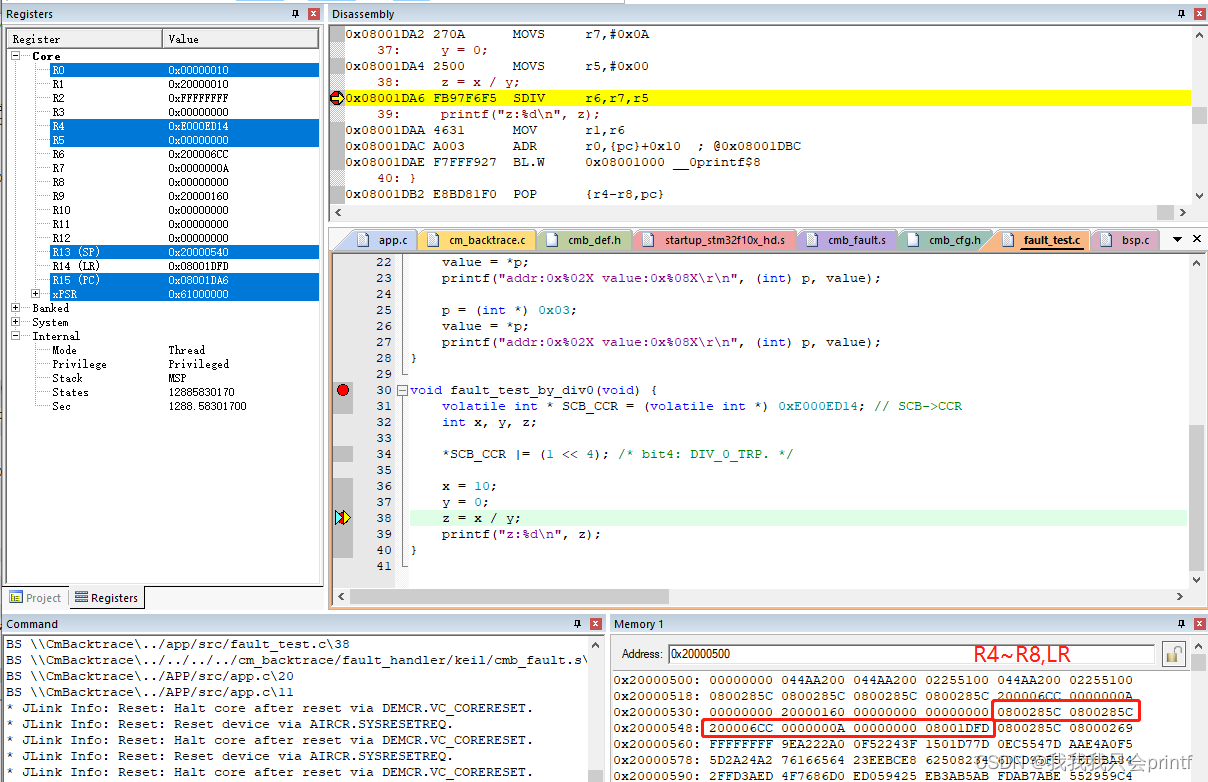 Registers
Register Value
Core
R0 0x00000010
R1 0x20000010
R2 0xFFFFFFFF
R3 0x00000000
R4 0xE000ED14
R5 0x00000000
R6 0x200006CC
R7 0x0000000A
R8 0x00000000
R9 0x20000160
R10 0x00000000
R11 0x00000000
R12 0x00000000
R13 (SP) 0x20000540
R14 (LR) 0x08001DFD
R15 (PC) 0x08001DA6
xPSR 0x61000000
Banked
System
Internal
Mode Thread
Privilege Privileged
Stack MSP
States 12885830170
Sec 1288.58301700
Project Registers
Disassembly
0x08001DA2 270A MOVS r7,#0x0A
37: y = 0;
0x08001DA4 2500 MOVS r5,#0x00
38: z = x / y;
0x08001DA6 FB97F6F5 SDIV r6,r7,r5
39: printf("z:%d\n", z);
0x08001DAA 4631 MOV r1,r6
0x08001DAC A003 ADR r0,{pc}+0x10 ; @0x08001DBC
0x08001DAE F7FFF927 BL.W 0x08001000 __0printf$8
40: }
0x08001DB2 E8BD81F0 POP {r4-r8,pc}
app.c cm_backtrace.c cmb_def.h startup_stm32f10x_hd.s cmb_fault.s cmb_cfg.h fault_test.c bsp.c
22 value = *p;
23 printf("addr:0x%02X value:0x%08X\r\n", (int) p, value);
24
25 p = (int *) 0x03;
26 value = *p;
27 printf("addr:0x%02X value:0x%08X\r\n", (int) p, value);
28 }
29
30 void fault_test_by_div0(void) {
31 volatile int * SCB_CCR = (volatile int *) 0xE000ED14; // SCB->CCR
32 int x, y, z;
33
34 *SCB_CCR |= (1 << 4); /* bit4: DIV_0_TRP. */
35
36 x = 10;
37 y = 0;
38 z = x / y;
39 printf("z:%d\n", z);
40 }
41
Command
BS \\CmBacktrace\../app/src/fault_test.c\38
BS \\CmBacktrace\../../../../cm_backtrace/fault_handler/keil/cmb_fault.s\
BS \\CmBacktrace\../APP/src/app.c\20
BS \\CmBacktrace\../APP/src/app.c\11
* JLink Info: Reset: Halt core after reset via DEMCR.VC_CORERESET.
* JLink Info: Reset: Reset device via AIRCR.SYSRESETREQ.
* JLink Info: Reset: Halt core after reset via DEMCR.VC_CORERESET.
* JLink Info: Reset: Reset device via AIRCR.SYSRESETREQ.
* JLink Info: Reset: Halt core after reset via DEMCR.VC_CORERESET.
Memory 1
Address: 0x20000500
R4~R8,LR
0x20000500: 00000000 044AA200 044AA200 02255100 044AA200 02255100
0x20000518: 0800285C 0800285C 0800285C 0800285C 200006CC 0000000A
0x20000530: 00000000 20000160 00000000 00000000 0800285C 0800285C
0x20000548: 200006CC 0000000A 00000000 08001DFD 0800285C 08000269
0x20000560: FFFFFFFF 9EA222A0 0F52243F 1501D77D 0EC5547D AAE4A0F5
0x20000578: 5D2A24A2 76166564 23EEBCE8
0x20000590: 2FFD3AED 4F7686D0 ED059425 EB3AB5AB FDAB7ABE 552959C4